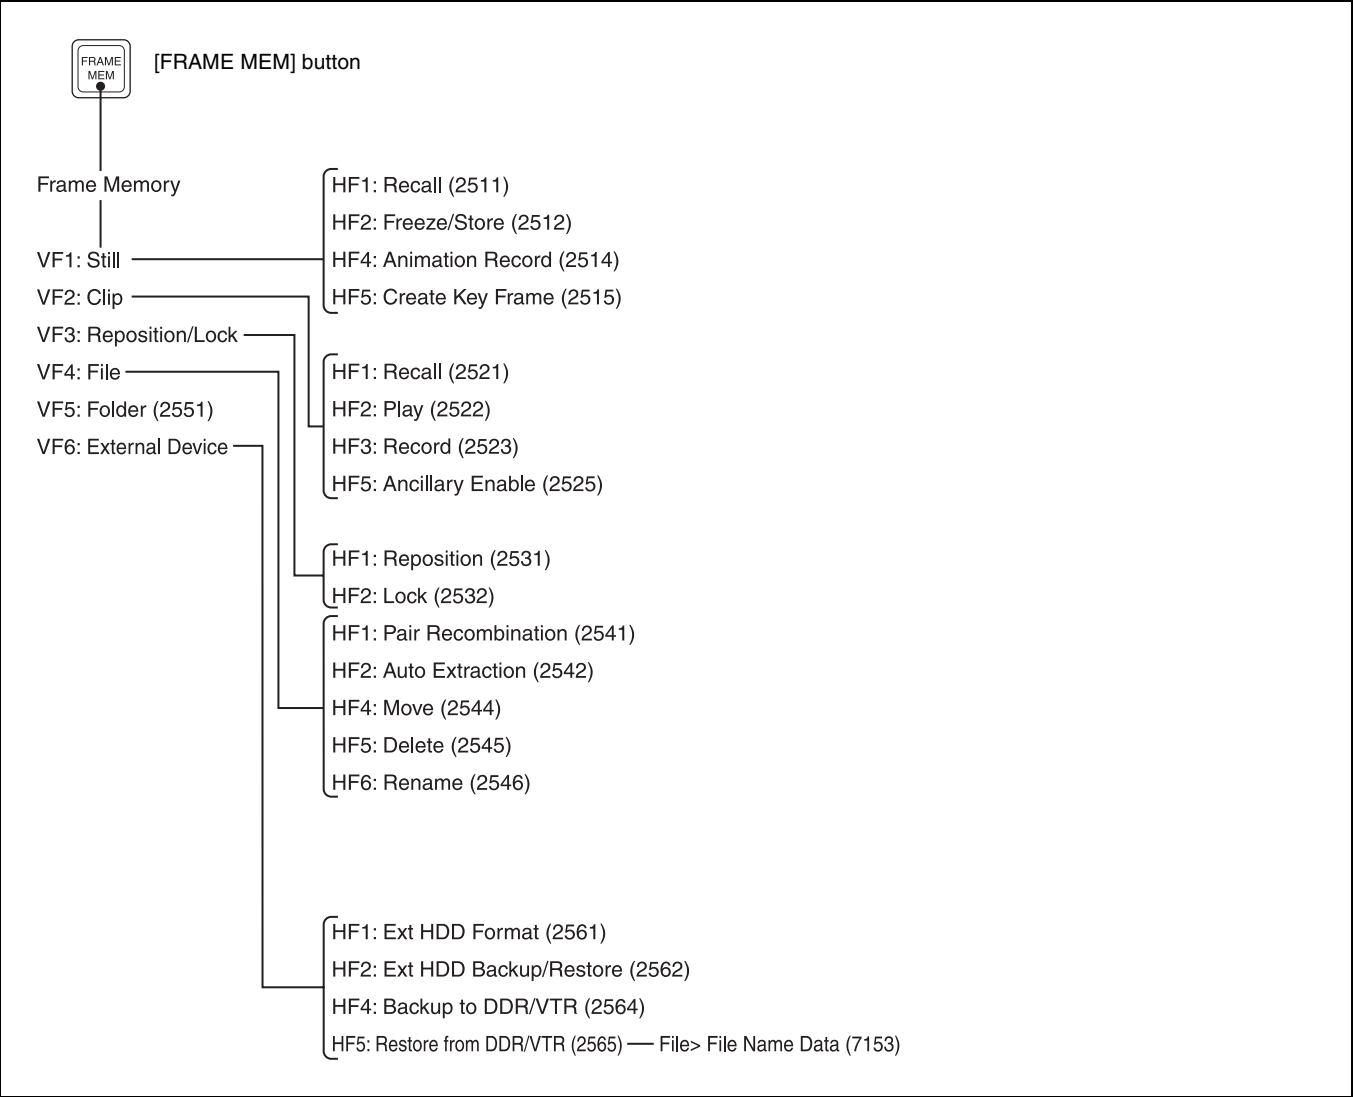 FRAME
MEM
[FRAME MEM] button
Frame Memory
VF1: Still
VF2: Clip
VF3: Reposition/Lock
VF4: File
VF5: Folder (2551)
VF6: External Device
HF1: Recall (2511)
HF2: Freeze/Store (2512)
HF4: Animation Record (2514)
HF5: Create Key Frame (2515)
HF1: Recall (2521)
HF2: Play (2522)
HF3: Record (2523)
HF5: Ancillary Enable (2525)
HF1: Reposition (2531)
HF2: Lock (2532)
HF1: Pair Recombination (2541)
HF2: Auto Extraction (2542)
HF4: Move (2544)
HF5: Delete (2545)
HF6: Rename (2546)
HF1: Ext HDD Format (2561)
HF2: Ext HDD Backup/Restore (2562)
HF4: Backup to DDR/VTR (2564)
HF5: Restore from DDR/VTR (2565) — File> File Name Data (7153)